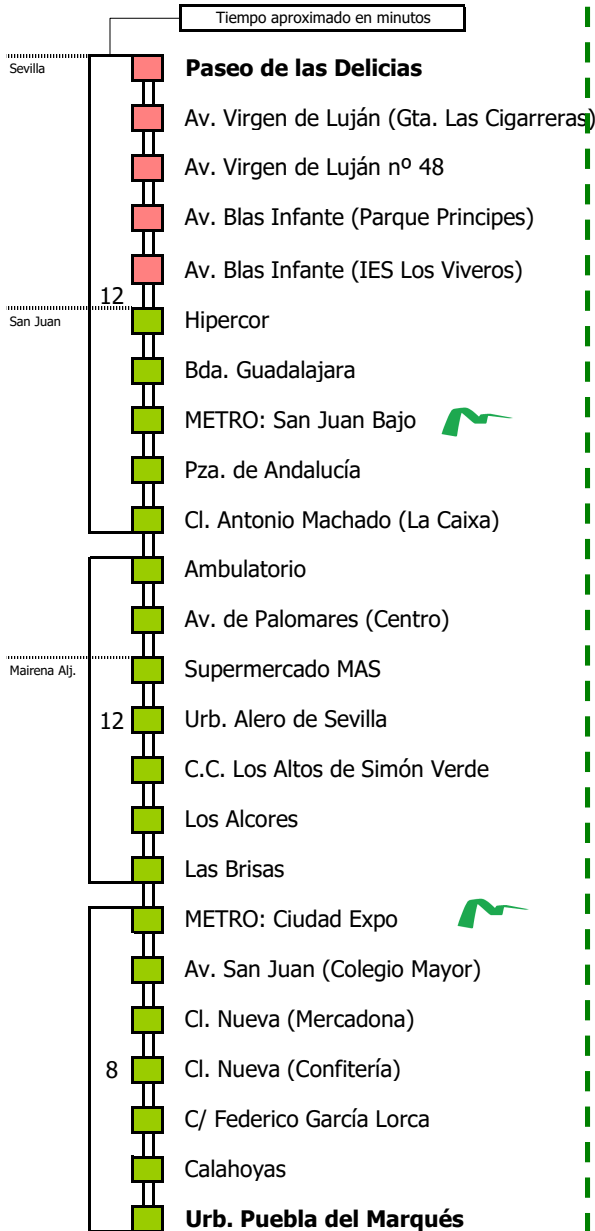 Tiempo aproximado en minutos
Sevilla
Paseo de las Delicias
Av. Virgen de Luján (Gta. Las Cigarreras)
Av. Virgen de Luján nº 48
Av. Blas Infante (Parque Principes)
Av. Blas Infante (IES Los Viveros)
12
San Juan
Hipercor
Bda. Guadalajara
METRO: San Juan Bajo
Pza. de Andalucía
Cl. Antonio Machado (La Caixa)
Ambulatorio
Av. de Palomares (Centro)
Mairena Alj.
Supermercado MAS
12
Urb. Alero de Sevilla
C.C. Los Altos de Simón Verde
Los Alcores
Las Brisas
METRO: Ciudad Expo
Av. San Juan (Colegio Mayor)
Cl. Nueva (Mercadona)
8
Cl. Nueva (Confitería)
C/ Federico García Lorca
Calahoyas
Urb. Puebla del Marqués